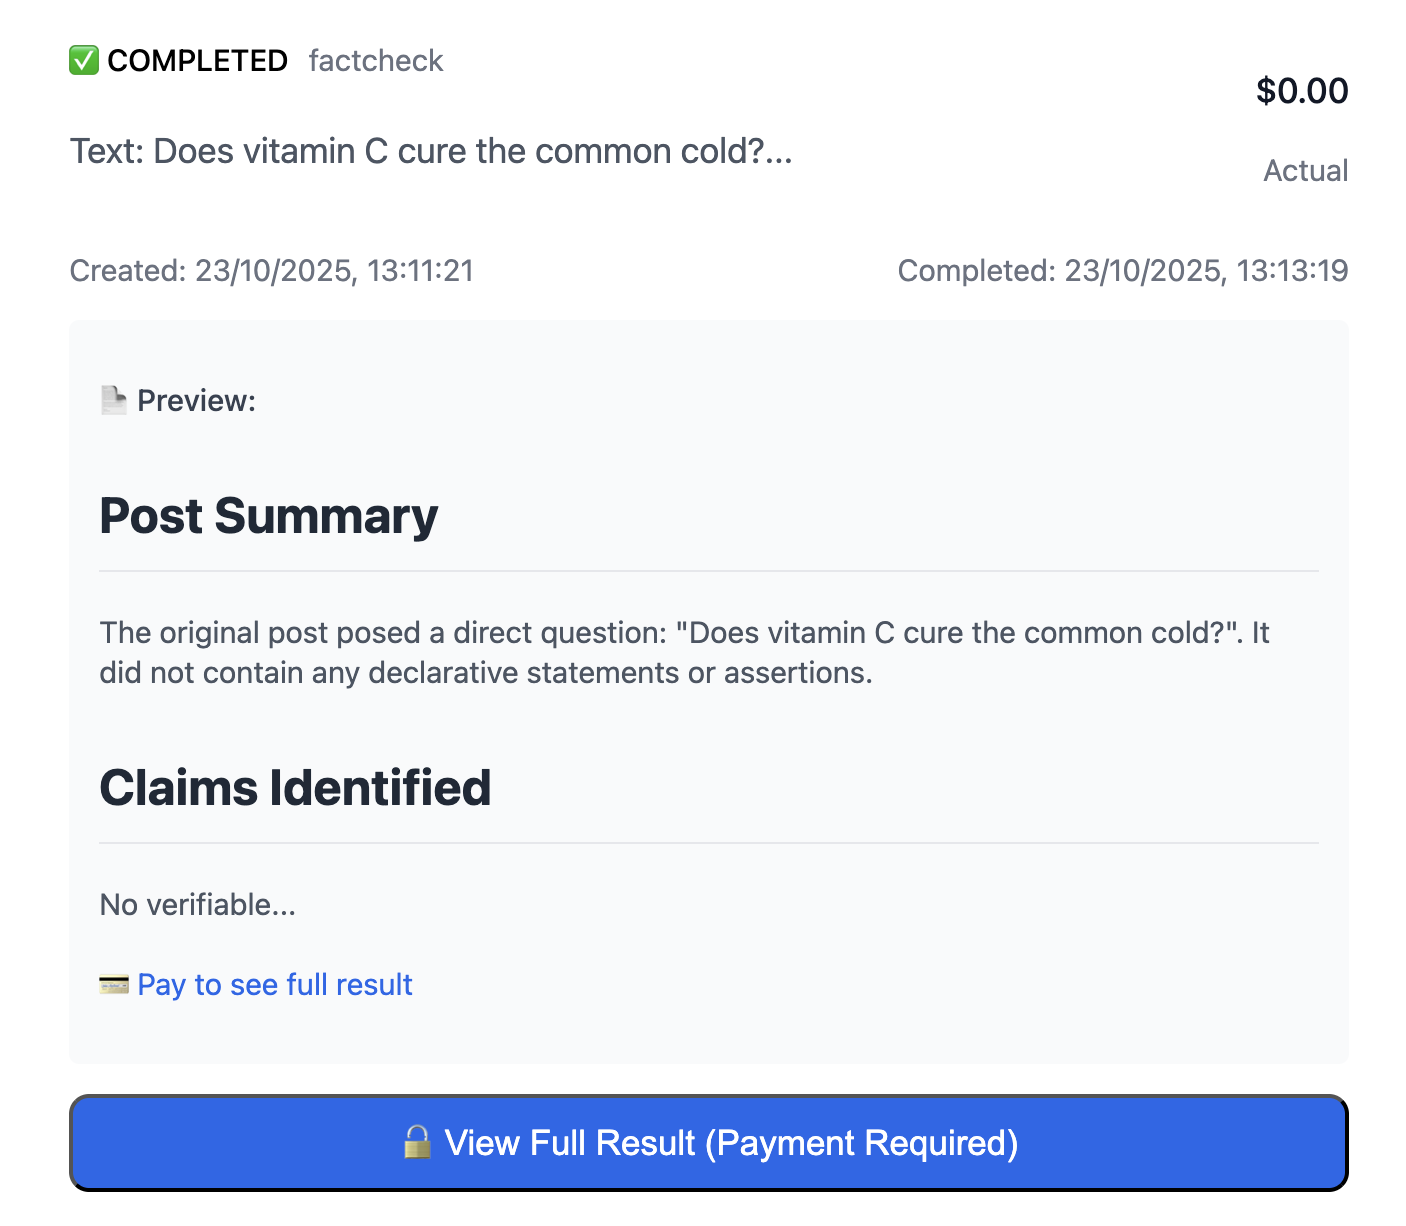 ✅ COMPLETED factcheck
$0.00
Text: Does vitamin C cure the common cold?...
Actual
Created: 23/10/2025, 13:11:21
Completed: 23/10/2025, 13:13:19
📄 Preview:
Post Summary
The original post posed a direct question: "Does vitamin C cure the common cold?". It
did not contain any declarative statements or assertions.
Claims Identified
No verifiable...
💳 Pay to see full result
🔒 View Full Result (Payment Required)